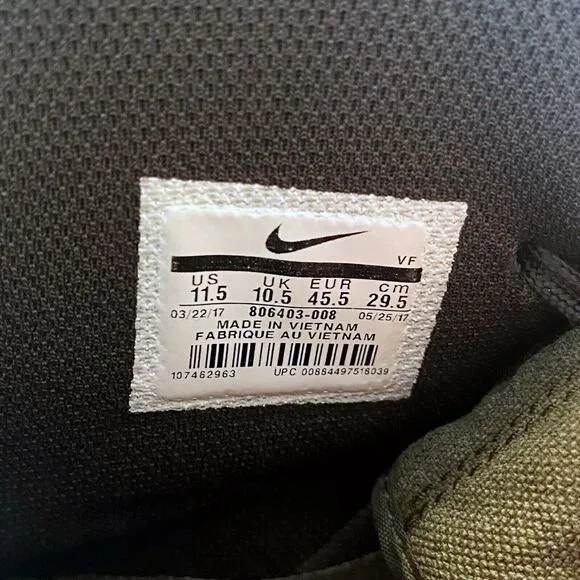 VF
US UK EUR cm
11.5 10.5 45.5 29.5
03/22/17 806403-008 05/25/17
MADE IN VIETNAM
FABRIQUE AU VIETNAM
107462963 UPC 00884497518039